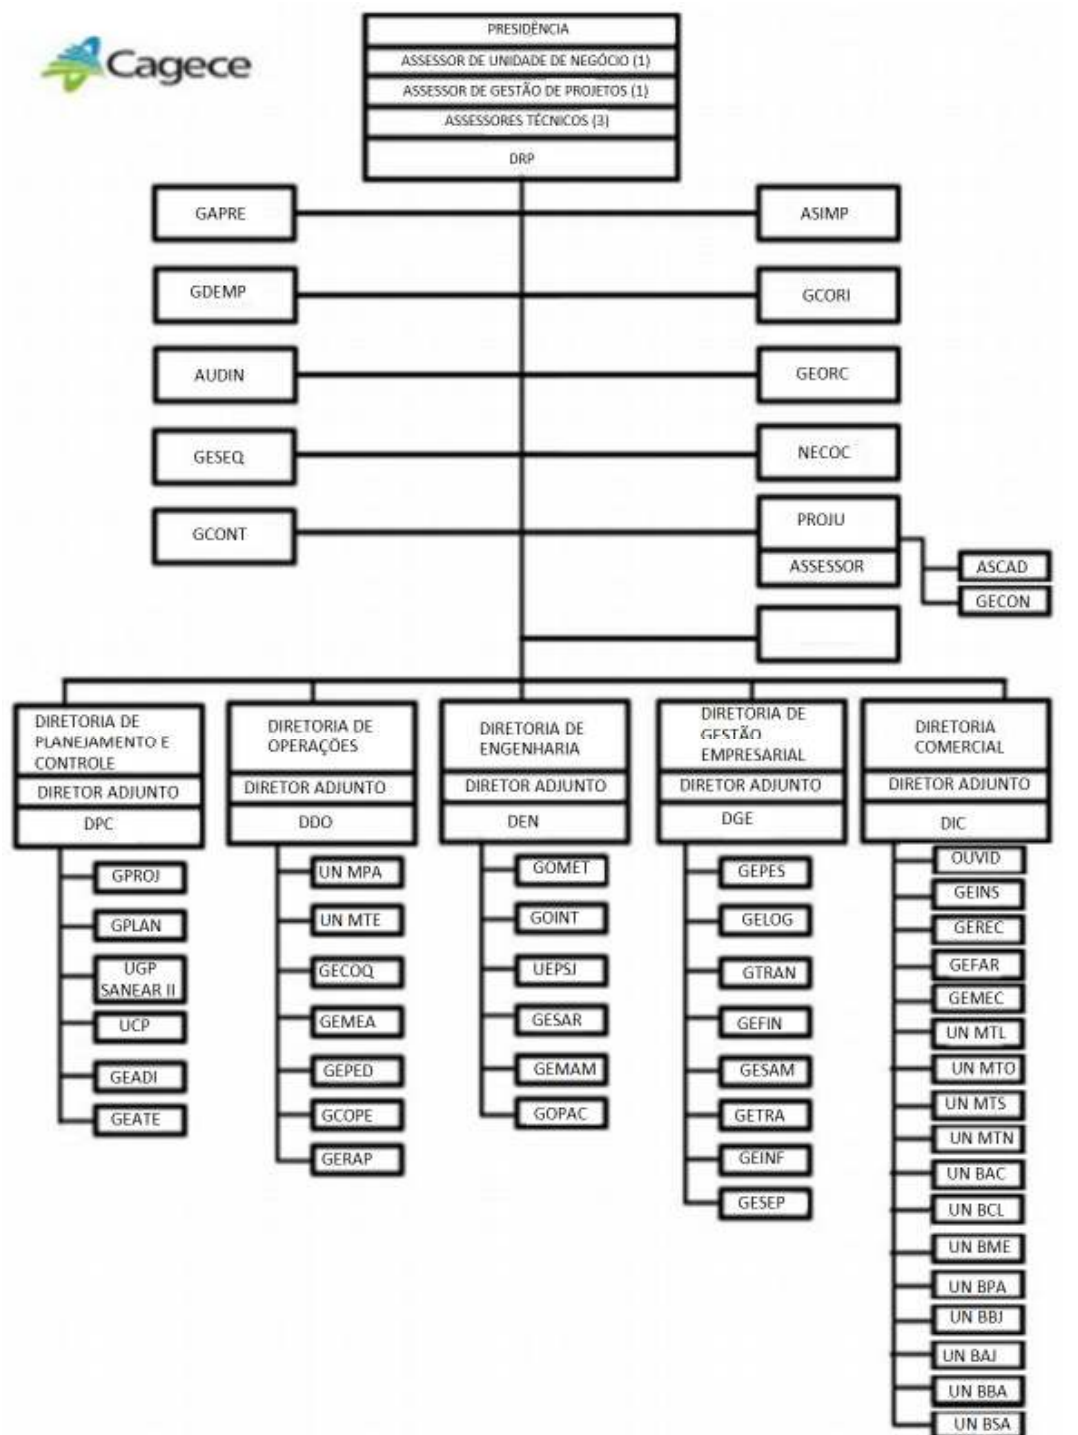 Cagece
PRESIDÊNCIA
ASSESSOR DE UNIDADE DE NEGÓCIO (1)
ASSESSOR DE GESTÃO DE PROJETOS (1)
ASSESSORES TÉCNICOS (3)
DRP
GAPRE
ASIMP
GDEMP
GCORI
AUDIN
GEORC
GESEQ
NECOC
GCONT
PROJU
ASSESSOR
ASCAD
GECON
DIRETORIA DE
PLANEJAMENTO E
CONTROLE
DIRETOR ADJUNTO
DPC
GPROJ
GPLAN
UGP
SANEAR II
UCP
GEADI
GEATE
DIRETORIA DE
OPERAÇÕES
DIRETOR ADJUNTO
DDO
UN MPA
UN MTE
GECOQ
GEMEA
GEPED
GCOPE
GERAP
DIRETORIA DE
ENGENHARIA
DIRETOR ADJUNTO
DEN
GOMET
GOINT
UEPSJ
GESAR
GEMAM
GOPAC
DIRETORIA DE
GESTÃO
EMPRESARIAL
DIRETOR ADJUNTO
DGE
GEPES
GELOG
GTRAN
GEFIN
GESAM
GETRA
GEINF
GESEP
DIRETORIA
COMERCIAL
DIRETOR ADJUNTO
DIC
OUVID
GEINS
GEREC
GEFAR
GEMEC
UN MTL
UN MTO
UN MTS
UN MTN
UN BAC
UN BCL
UN BME
UN BPA
UN BBJ
UN BAJ
UN BBA
UN BSA